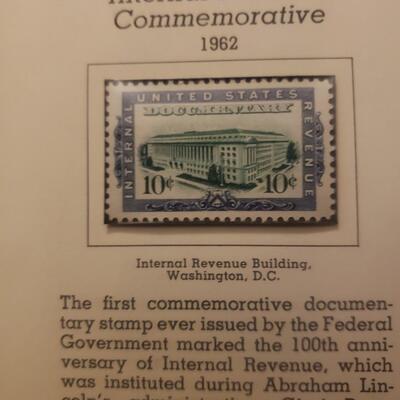 Commemorative
1962
UNITED STATES
DOCUMENTARY
INTERNAL
REVENUE
10¢ 10¢
Internal Revenue Building,
Washington, D.C.
The first commemorative documen-
tary stamp ever issued by the Federal
Government marked the 100th anni-
versary of Internal Revenue, which
was instituted during Abraham Lin-